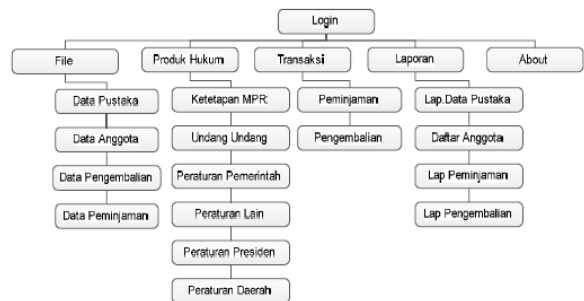 Login
File
Produk Hukum
Transaksi
Laporan
About
Data Pustaka
Data Anggota
Data Pengembalian
Data Peminjaman
Ketetapan MPR
Undang Undang
Peraturan Pemerintah
Peraturan Lain
Peraturan Presiden
Peraturan Daerah
Peminjaman
Pengembalian
Lap.Data Pustaka
Daftar Anggota
Lap Peminjaman
Lap Pengembalian